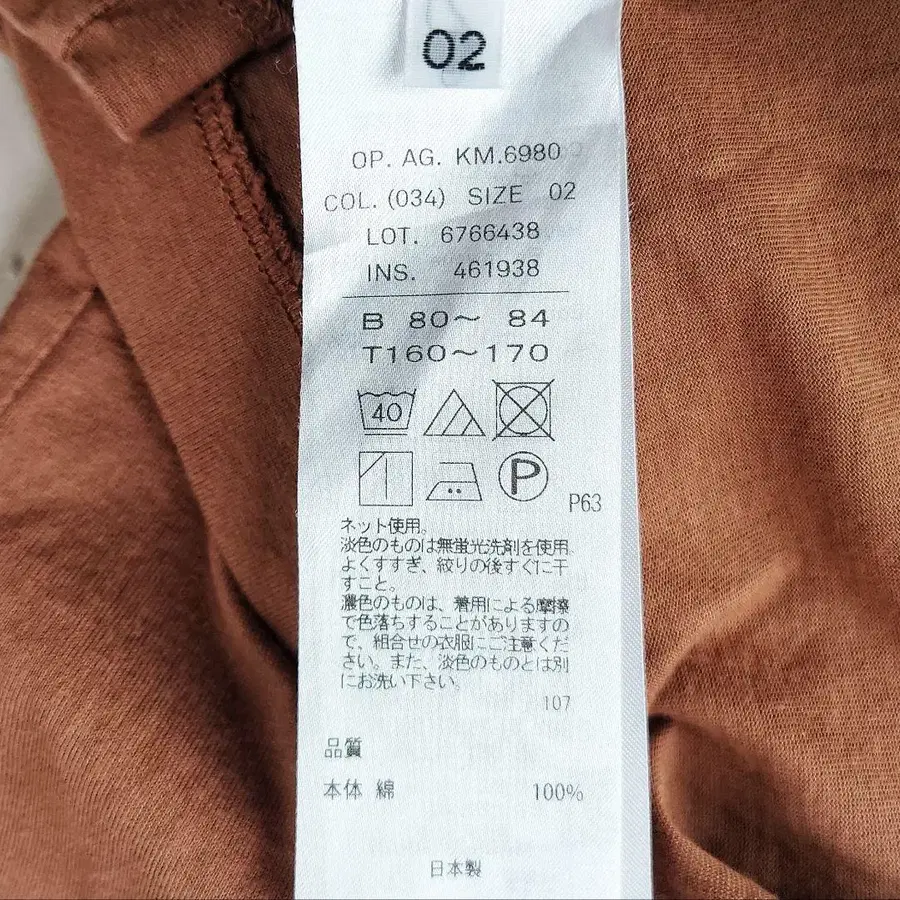 02
OP. AG. KM.6980
COL. (034) SIZE 02
LOT. 6766438
INS. 461938
B 80〜 84
T160〜170
40
P
P63
ネット使用。
淡色のものは無蛍光洗剤を使用。
よくすすぎ、絞りの後すぐに干
すこと。
濃色のものは、着用による摩擦
で色落ちすることがありますの
で、組合せの衣服にご注意くだ
さい。また、淡色のものとは別
にお洗い下さい。
107
品質
本体 綿 100%
日本製